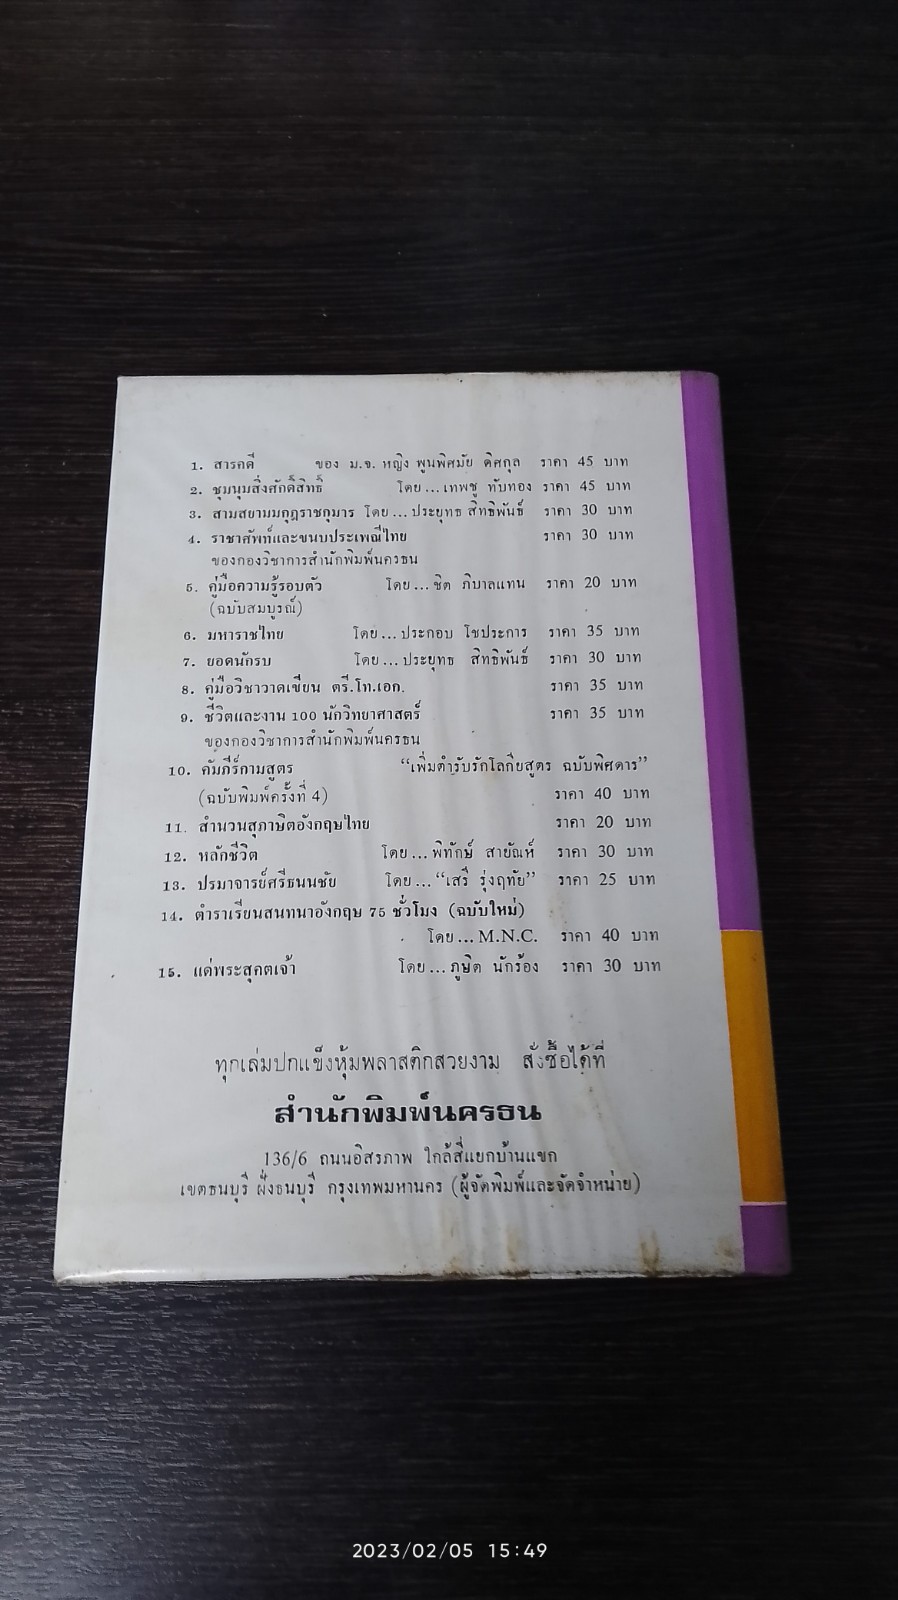 1. สารคดี ของ ม.จ. หญิง พูนพิศมัย ดิศกุล ราคา 45 บาท
2. ชุมนุมสิ่งศักดิ์สิทธิ์ โดย...เทพชู ทับทอง ราคา 45 บาท
3. สามสยามมกุฎราชกุมาร โดย...ประยุทธ สิทธิพันธ์ ราคา 30 บาท
4. ราชาศัพท์และขนบประเพณีไทย ราคา 30 บาท
ของกองวิชาการสำนักพิมพ์นครธน
5. คู่มือความรู้รอบตัว โดย...ชิต ภิบาลแทน ราคา 20 บาท
(ฉบับสมบูรณ์)
6. มหาราชไทย โดย...ประกอบ โชประการ ราคา 35 บาท
7. ยอดนักรบ โดย...ประยุทธ สิทธิพันธ์ ราคา 30 บาท
8. คู่มือวิชาวาดเขียน ตรี.โท.เอก. ราคา 35 บาท
9. ชีวิตและงาน 100 นักวิทยาศาสตร์ ราคา 35 บาท
ของกองวิชาการสำนักพิมพ์นครธน
10. คัมภีร์กามสูตร “เพิ่มตำรับรักโลกียสูตร ฉบับพิศดาร”
(ฉบับพิมพ์ครั้งที่ 4) ราคา 40 บาท
11. สำนวนสุภาษิตอังกฤษไทย ราคา 20 บาท
12. หลักชีวิต โดย...พิทักษ์ สายัณห์ ราคา 30 บาท
13. ปรมาจารย์ศรีธนนชัย โดย...“เสรี รุ่งฤทัย” ราคา 25 บาท
14. ตำราเรียนสนทนาอังกฤษ 75 ชั่วโมง (ฉบับใหม่)
โดย...M.N.C. ราคา 40 บาท
15. แด่พระสุคตเจ้า โดย...ภูษิต นักร้อง ราคา 30 บาท
ทุกเล่มปกแข็งหุ้มพลาสติกสวยงาม สั่งซื้อได้ที่
สำนักพิมพ์นครธน
136/6 ถนนอิสรภาพ ใกล้สี่แยกบ้านแขก
เขตธนบุรี ฝั่งธนบุรี กรุงเทพมหานคร (ผู้จัดพิมพ์และจัดจำหน่าย)
2023/02/05 15:49